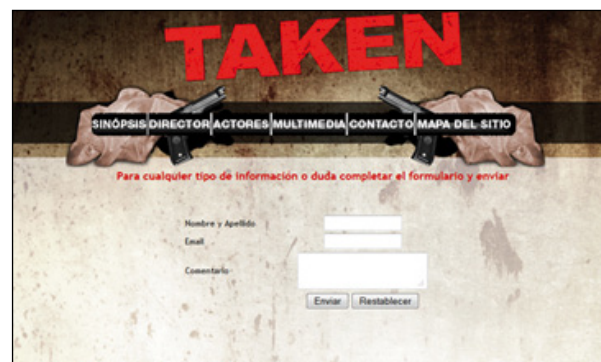 TAKEN
SINÓPSIS DIRECTOR ACTORES MULTIMEDIA CONTACTO MAPA DEL SITIO
Para cualquier tipo de información o duda completar el formulario y enviar
Nombre y Apellido
Email
Comentario
Enviar Restablecer